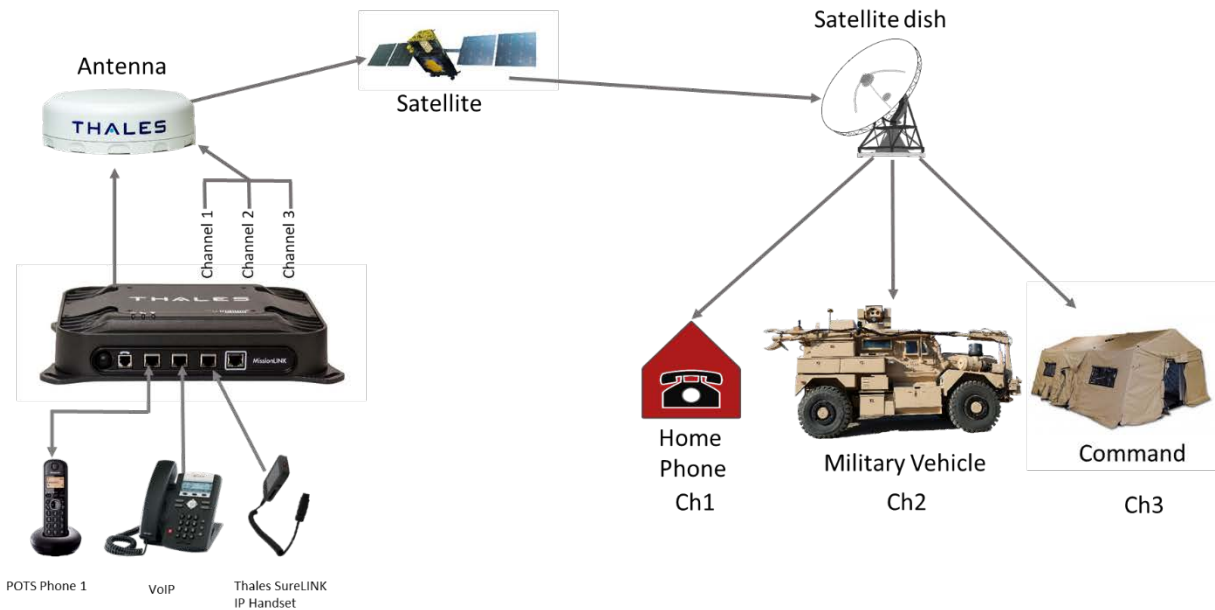 Satellite dish
Antenna
Satellite
THALES
Channel 1
Channel 2
Channel 3
THALES
MissionLINK
Home
Phone
Ch1
Military Vehicle
Ch2
Command
Ch3
POTS Phone 1
VoIP
Thales SureLINK
IP Handset